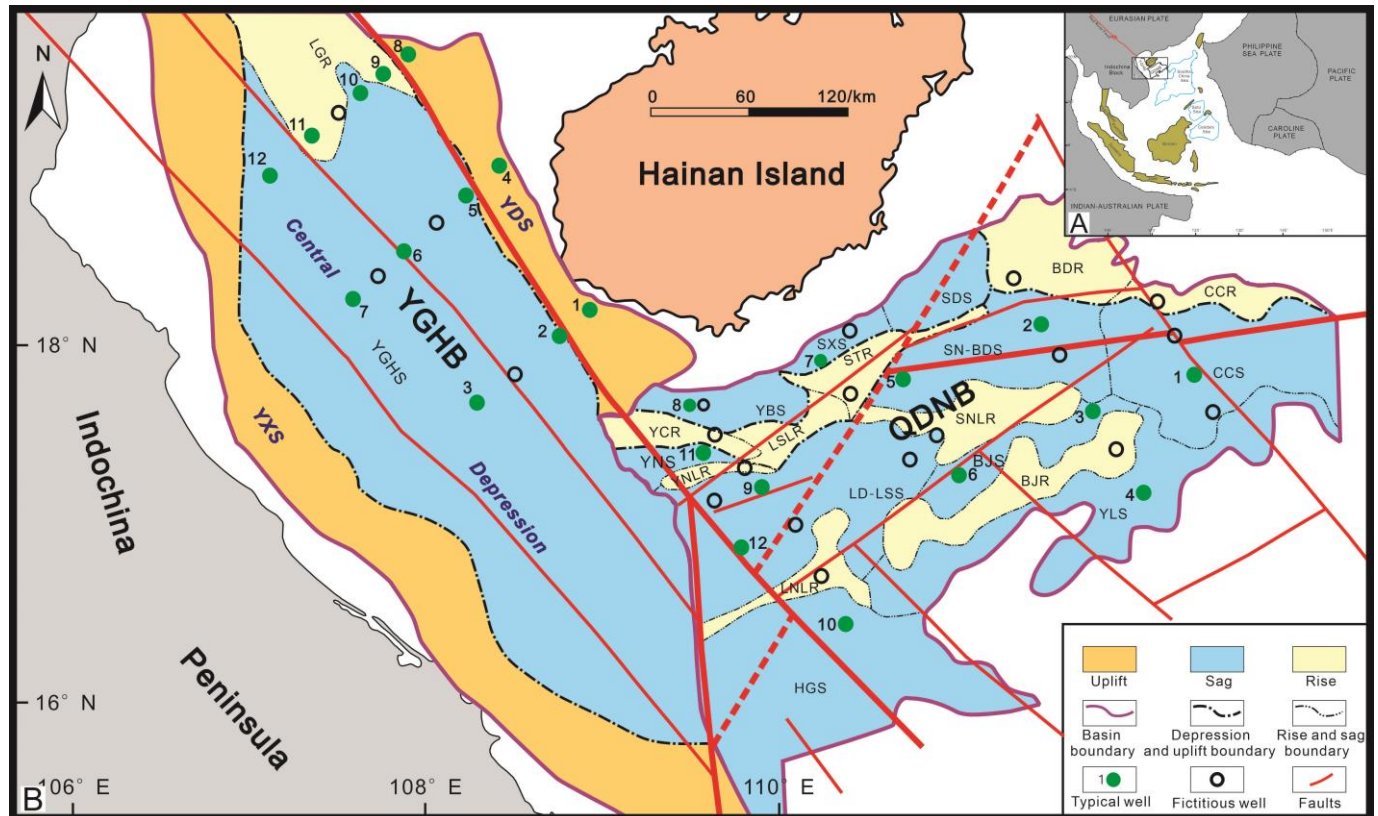 N
LGR
8
9
10
11
12
4
5
YDS
6
Central
7
YGHB
YGHS
1
2
3
Depression
YXS
0 60 120/km
Hainan Island
18° N
16° N
Indochina
Peninsula
106° E
108° E
110° E
B
BDR
CCR
SDS
2
SXS
STR
7
SN-BDS
CCS
1
5
QDNB
8
YBS
SNLR
3
YCR
LSLR
YNS
11
YNLR
9
BJS
6
BJR
LD-LSS
4
YLS
12
LNLR
10
HGS
EURASIAN PLATE
PHILIPPINE
SEA PLATE
PACIFIC
PLATE
Indochina
Block
CAROLINE
PLATE
INDIAN-AUSTRALIAN PLATE
A
Uplift
Sag
Rise
Basin
boundary
Depression
and uplift boundary
Rise and sag
boundary
1
Typical well
Fictitious well
Faults